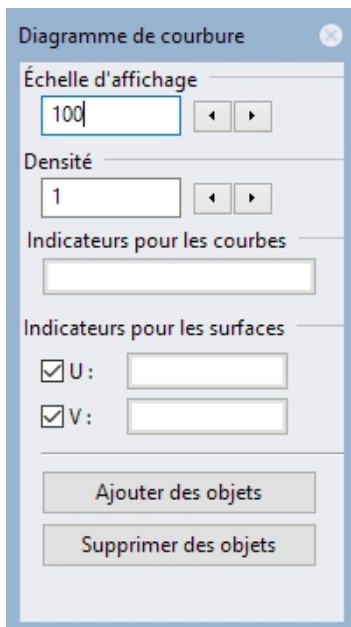 Diagramme de courbure
Échelle d'affichage
100
Densité
1
Indicateurs pour les courbes
Indicateurs pour les surfaces
U :
V :
Ajouter des objets
Supprimer des objets